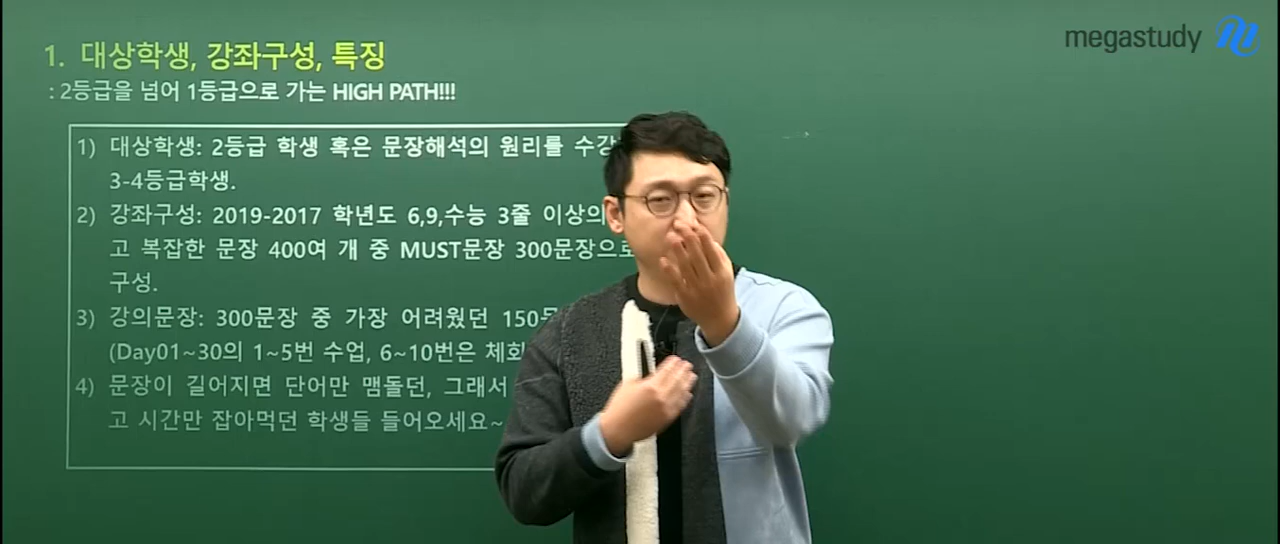 megastudy
1. 대상학생, 강좌구성, 특징
: 2등급을 넘어 1등급으로 가는 HIGH PATH!!!
1) 대상학생: 2등급 학생 혹은 문장해석의 원리를 수강
3-4등급학생.
2) 강좌구성: 2019-2017 학년도 6,9,수능 3줄 이상의
고 복잡한 문장 400여 개 중 MUST문장 300문장으로
구성.
3) 강의문장: 300문장 중 가장 어려웠던 150문
(Day01~30의 1~5번 수업, 6~10번은 체화
4) 문장이 길어지면 단어만 맴돌던, 그래서
고 시간만 잡아먹던 학생들 들어오세요~